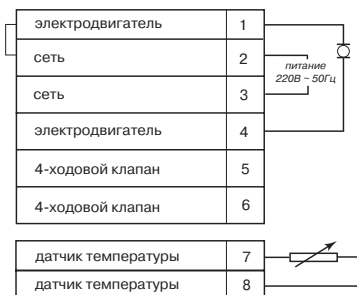 электродвигатель 1
сеть 2
питание
220В ~ 50Гц
сеть 3
электродвигатель 4
4-ходовой клапан 5
4-ходовой клапан 6
датчик температуры 7
датчик температуры 8